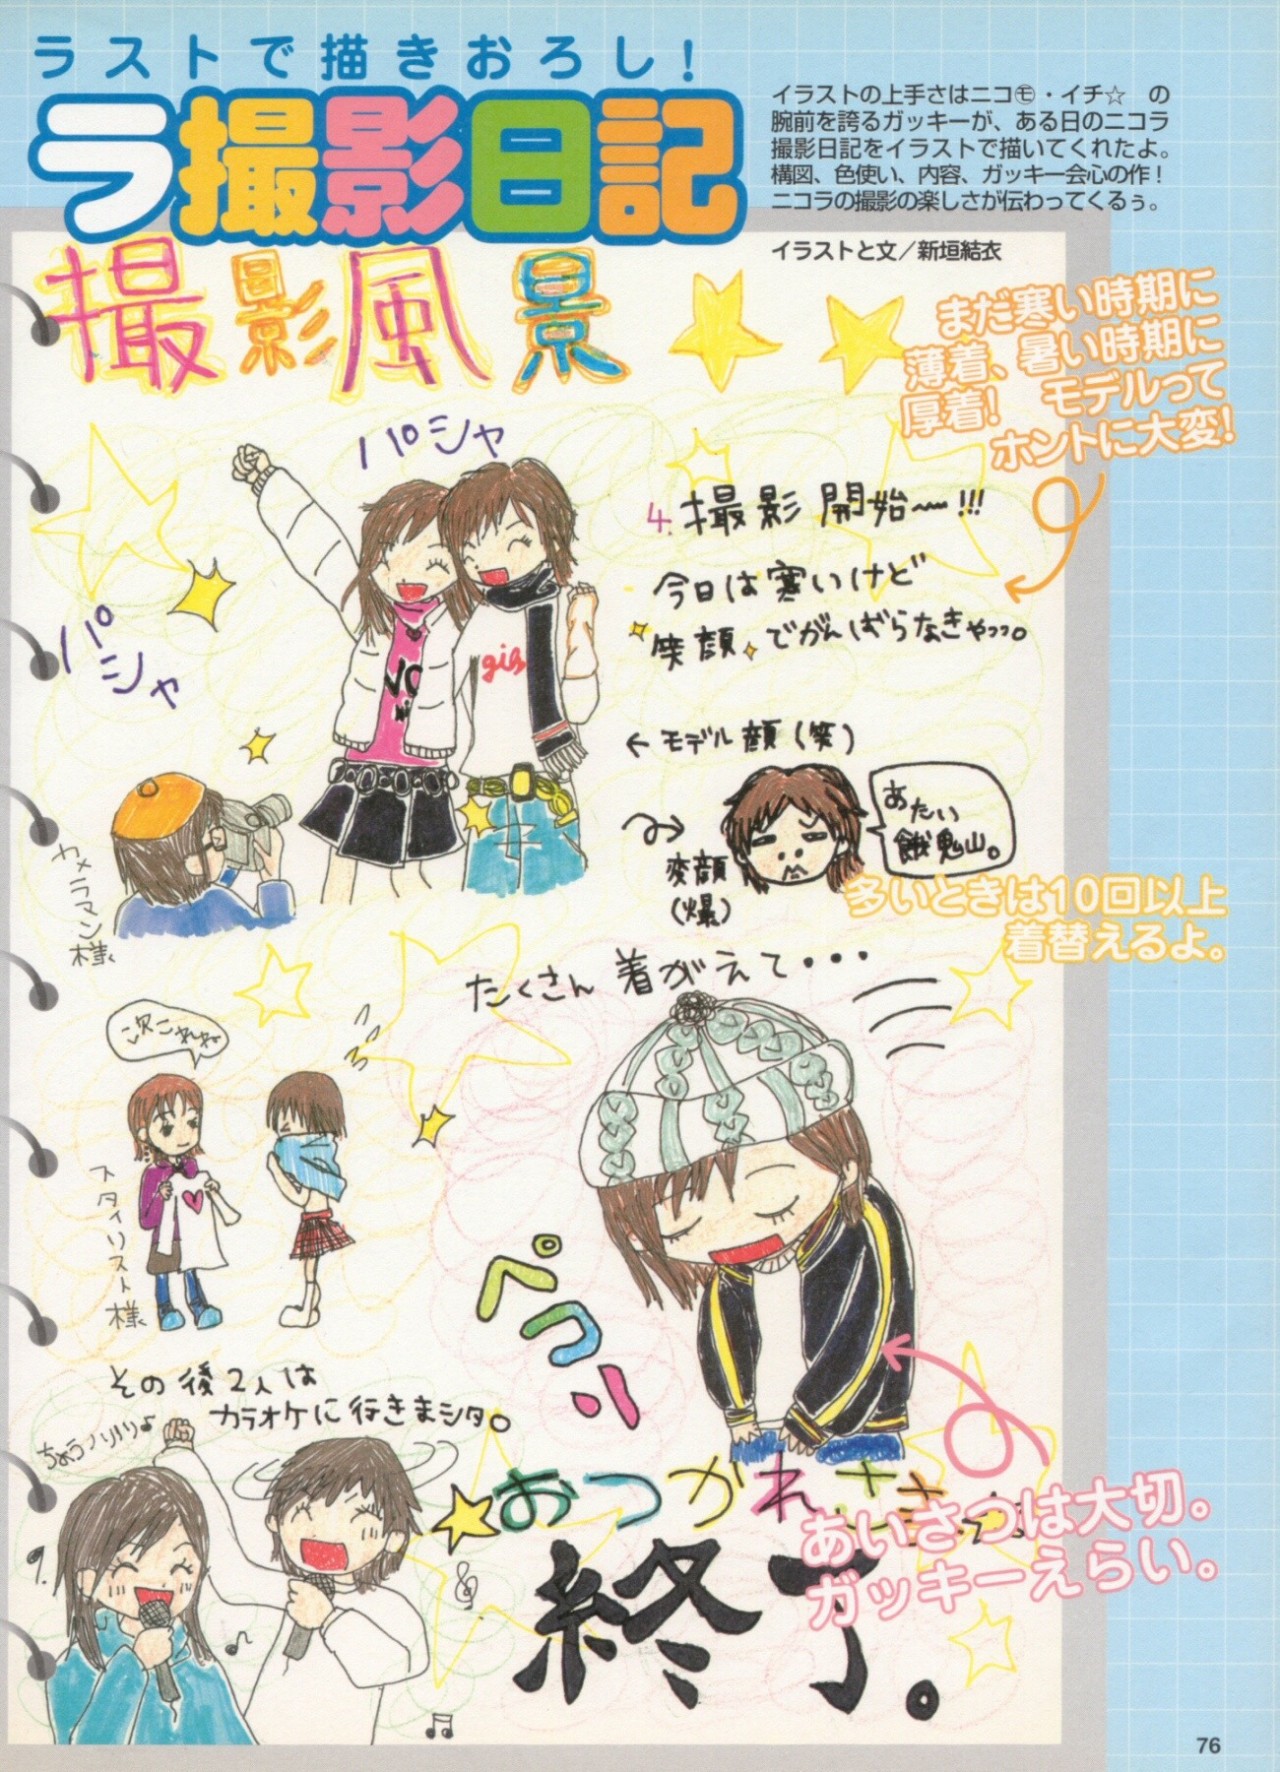 ラストで描きおろし!
ラ撮影日記
イラストの上手さはニコモ・イチ☆の
腕前を誇るガッキーが、ある日のニコラ
撮影日記をイラストで描いてくれたよ。
構図、色使い、内容、ガッキー会心の作!
ニコラの撮影の楽しさが伝わってくるぅ。
イラストと文/新垣結衣
撮影風景
まだ寒い時期に
薄着、暑い時期に
厚着! モデルって
ホントに大変!
パシャ
パシャ
4. 撮影開始〜!!!
今日は寒いけど
笑顔でがんばらなきゃっっ。
← モデル顔(笑)
変顔
(爆)
あたい
餓鬼山。
カメラマン様
多いときは10回以上
着替えるよ。
たくさん着がえて・・・
次これね
スタイリスト様
ペコリ
その後2人は
カラオケに行きまシタ。
ちょうノリノリ♪
VO
おつかれ
あいさつは大切。
ガッキーえらい。
終了。
76